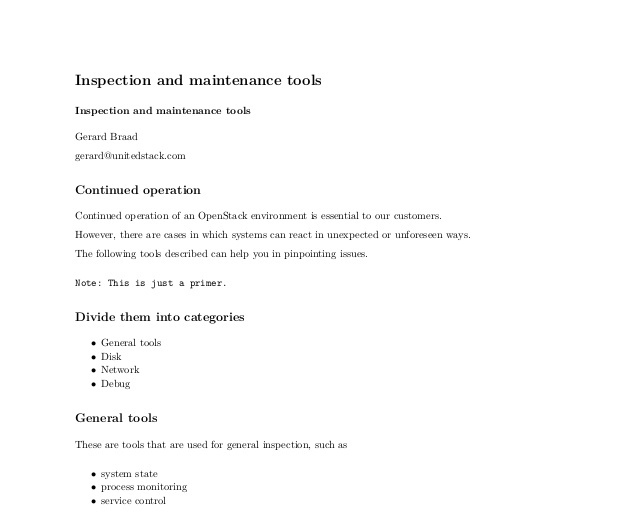 Inspection and maintenance tools
Inspection and maintenance tools
Gerard Braad
gerard@unitedstack.com
Continued operation
Continued operation of an OpenStack environment is essential to our customers.
However, there are cases in which systems can react in unexpected or unforeseen ways.
The following tools described can help you in pinpointing issues.
Note: This is just a primer.
Divide them into categories
• General tools
• Disk
• Network
• Debug
General tools
These are tools that are used for general inspection, such as
• system state
• process monitoring
• service control